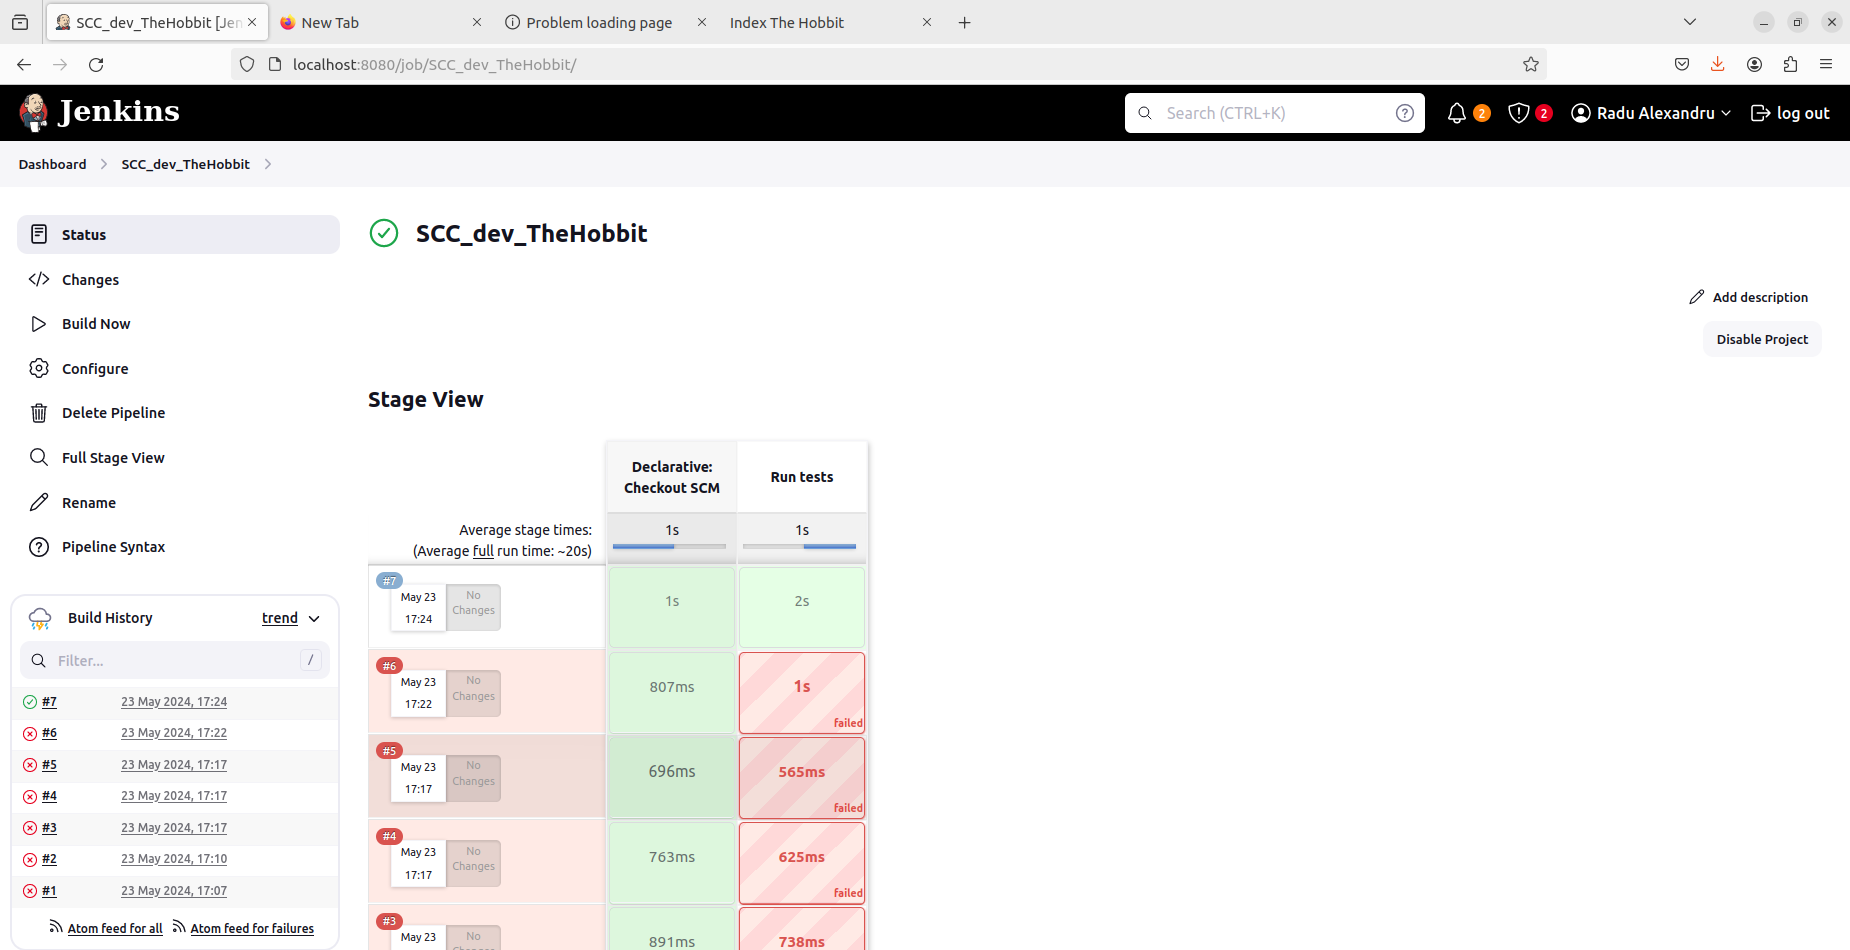 SCC_dev_TheHobbit [Jen
New Tab
Problem loading page
Index The Hobbit
localhost:8080/job/SCC_dev_TheHobbit/
Jenkins
Search (CTRL+K)
2
2
Radu Alexandru
log out
Dashboard
SCC_dev_TheHobbit
Status
Changes
Build Now
Configure
Delete Pipeline
Full Stage View
Rename
Pipeline Syntax
Build History
trend
Filter...
/
#7 23 May 2024, 17:24
#6 23 May 2024, 17:22
#5 23 May 2024, 17:17
#4 23 May 2024, 17:17
#3 23 May 2024, 17:17
#2 23 May 2024, 17:10
#1 23 May 2024, 17:07
Atom feed for all
Atom feed for failures
SCC_dev_TheHobbit
Add description
Disable Project
Stage View
Declarative:
Checkout SCM
Run tests
Average stage times:
(Average full run time: ~20s)
1s
1s
#7
May 23
17:24
No
Changes
1s
2s
#6
May 23
17:22
No
Changes
807ms
1s
failed
#5
May 23
17:17
No
Changes
696ms
565ms
failed
#4
May 23
17:17
No
Changes
763ms
625ms
failed
#3
May 23
No
891ms
738ms